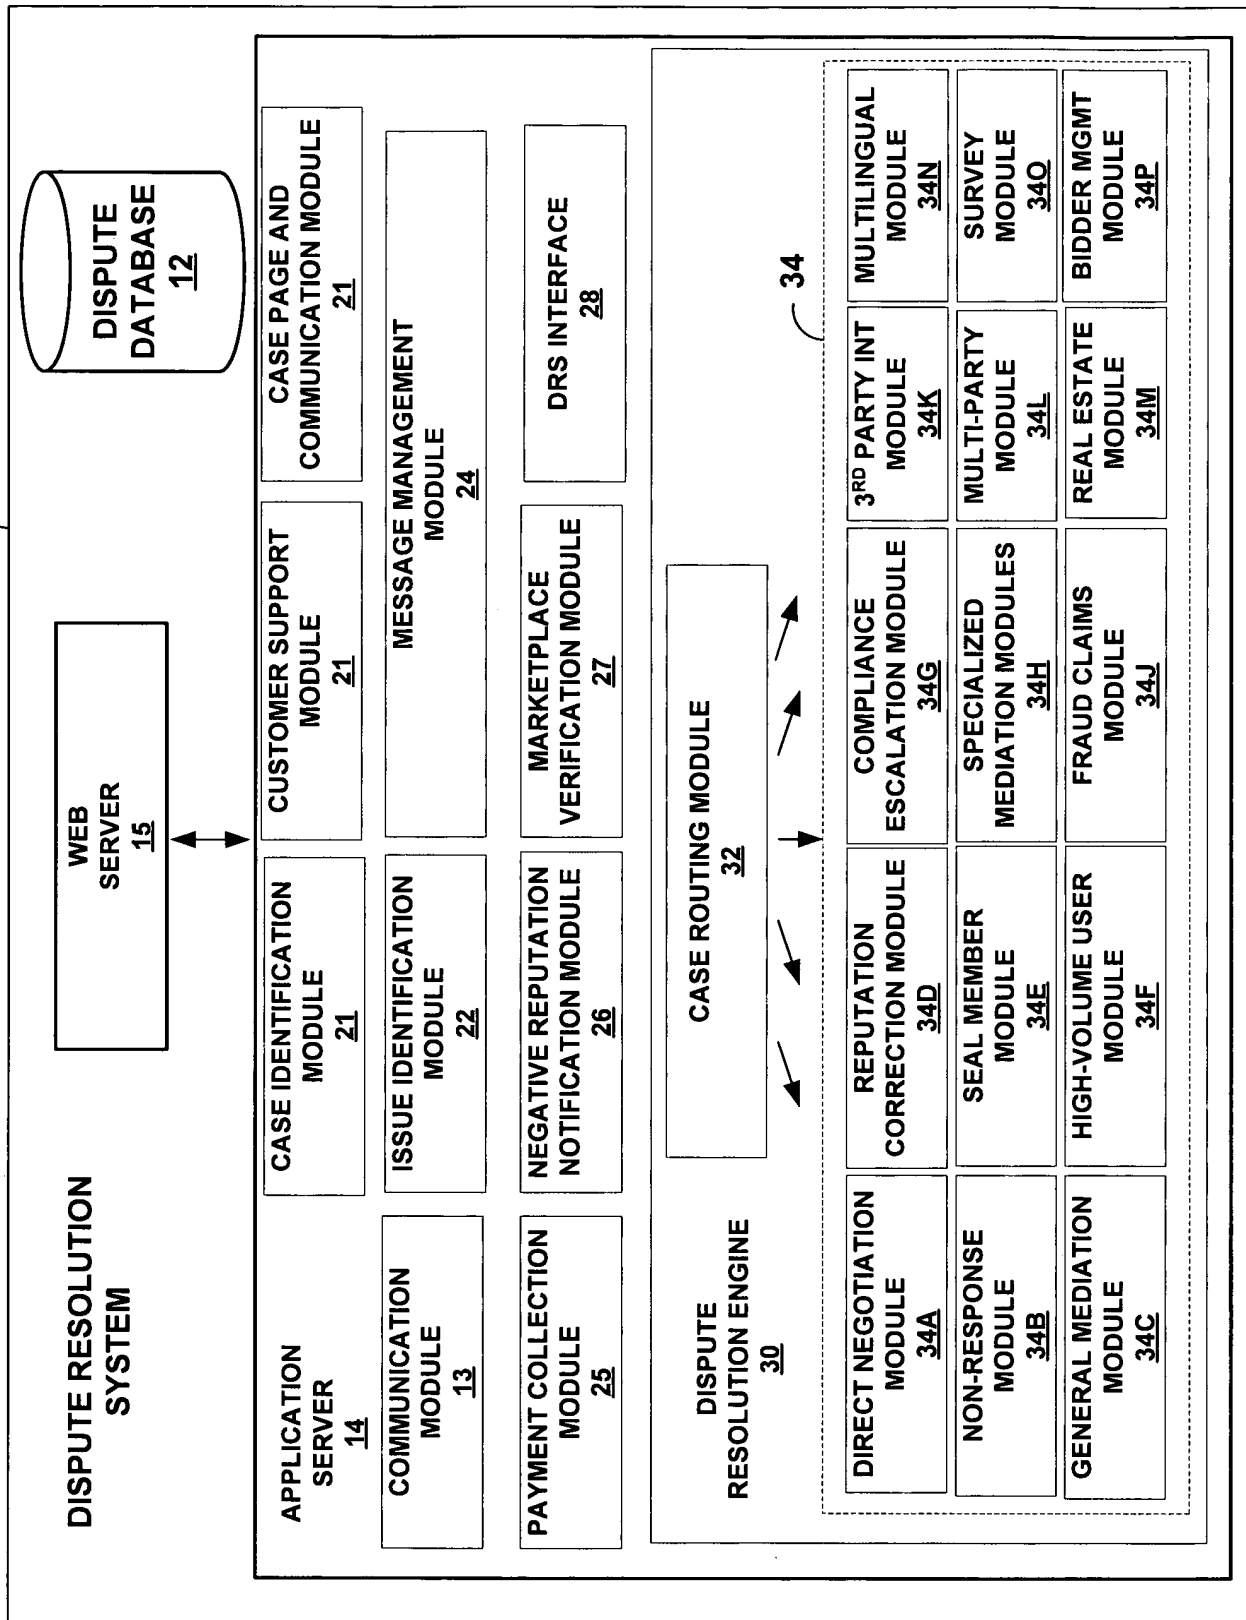 DISPUTE RESOLUTION
SYSTEM
WEB
SERVER
15
DISPUTE
DATABASE
12
APPLICATION
SERVER
14
CASE IDENTIFICATION
MODULE
21
CUSTOMER SUPPORT
MODULE
21
CASE PAGE AND
COMMUNICATION MODULE
21
COMMUNICATION
MODULE
13
ISSUE IDENTIFICATION
MODULE
22
MESSAGE MANAGEMENT
MODULE
24
PAYMENT COLLECTION
MODULE
25
NEGATIVE REPUTATION
NOTIFICATION MODULE
26
MARKETPLACE
VERIFICATION MODULE
27
DRS INTERFACE
28
DISPUTE
RESOLUTION ENGINE
30
CASE ROUTING MODULE
32
34
DIRECT NEGOTIATION
MODULE
34A
REPUTATION
CORRECTION MODULE
34D
COMPLIANCE
ESCALATION MODULE
34G
3RD PARTY INT
MODULE
34K
MULTILINGUAL
MODULE
34N
NON-RESPONSE
MODULE
34B
SEAL MEMBER
MODULE
34E
SPECIALIZED
MEDIATION MODULES
34H
MULTI-PARTY
MODULE
34L
SURVEY
MODULE
34O
GENERAL MEDIATION
MODULE
34C
HIGH-VOLUME USER
MODULE
34F
FRAUD CLAIMS
MODULE
34J
REAL ESTATE
MODULE
34M
BIDDER MGMT
MODULE
34P